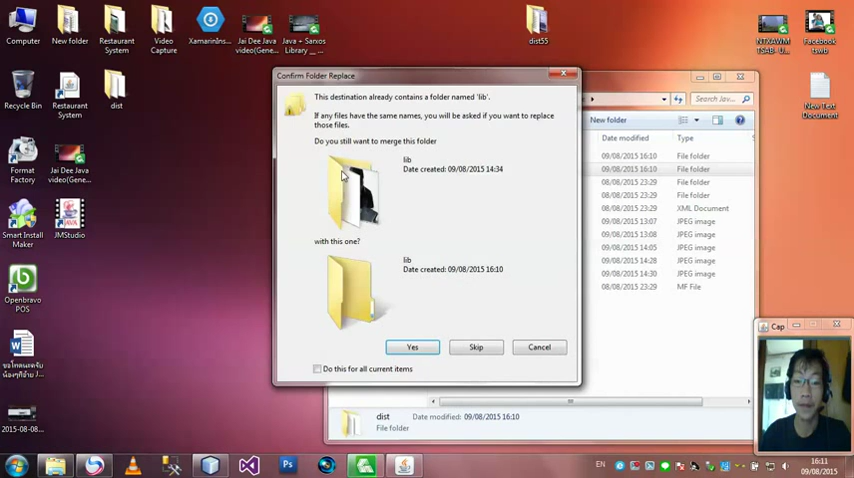 Computer
New folder
Restaurant
System
Video
Capture
XamarinIns...
Jai Dee Java
video(Gene...
Java + Sanxos
Library __ ...
dist55
NTXAWM
TSAB- U...
Facebook
tswb
Recycle Bin
Restaurant
System
dist
New Text
Document
Format
Factory
Jai Dee Java
video(Gene...
Smart Install
Maker
JMStudio
Openbravo
POS
2015-08-08...
Confirm Folder Replace
This destination already contains a folder named 'lib'.
If any files have the same names, you will be asked if you want to replace
those files.
Do you still want to merge this folder
lib
Date created: 09/08/2015 14:34
with this one?
lib
Date created: 09/08/2015 16:10
Yes
Skip
Cancel
Do this for all current items
Search Jav...
New folder
Date modified
Type
09/08/2015 16:10 File folder
09/08/2015 16:10 File folder
08/08/2015 23:29 File folder
08/08/2015 23:29 XML Document
09/08/2015 13:07 JPEG image
09/08/2015 13:08 JPEG image
09/08/2015 14:05 JPEG image
09/08/2015 14:28 JPEG image
09/08/2015 14:30 JPEG image
08/08/2015 23:29 MF File
dist Date modified: 09/08/2015 16:10
File folder
Cap
EN
16:11
09/08/2015